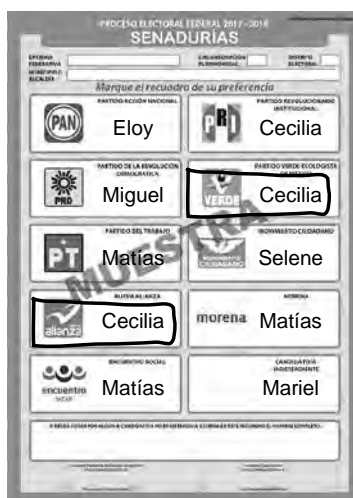 PROCESO ELECTORAL FEDERAL 2017 - 2018
SENADURÍAS
ENTIDAD FEDERATIVA
CIRCUNSCRIPCIÓN PLURINOMINAL
DISTRITO ELECTORAL
MUNICIPIO O ALCALDÍA
Marque el recuadro de su preferencia
PARTIDO ACCIÓN NACIONAL
PAN
Eloy
PARTIDO REVOLUCIONARIO INSTITUCIONAL
PRI
Cecilia
PARTIDO DE LA REVOLUCIÓN DEMOCRÁTICA
PRD
Miguel
PARTIDO VERDE ECOLOGISTA DE MÉXICO
VERDE
Cecilia
PARTIDO DEL TRABAJO
PT
Matías
MOVIMIENTO CIUDADANO
MOVIMIENTO CIUDADANO
Selene
MUESTRA
NUEVA ALIANZA
alianza
Cecilia
MORENA
morena
Matías
ENCUENTRO SOCIAL
encuentro
social
Matías
CANDIDATO/A INDEPENDIENTE
Mariel